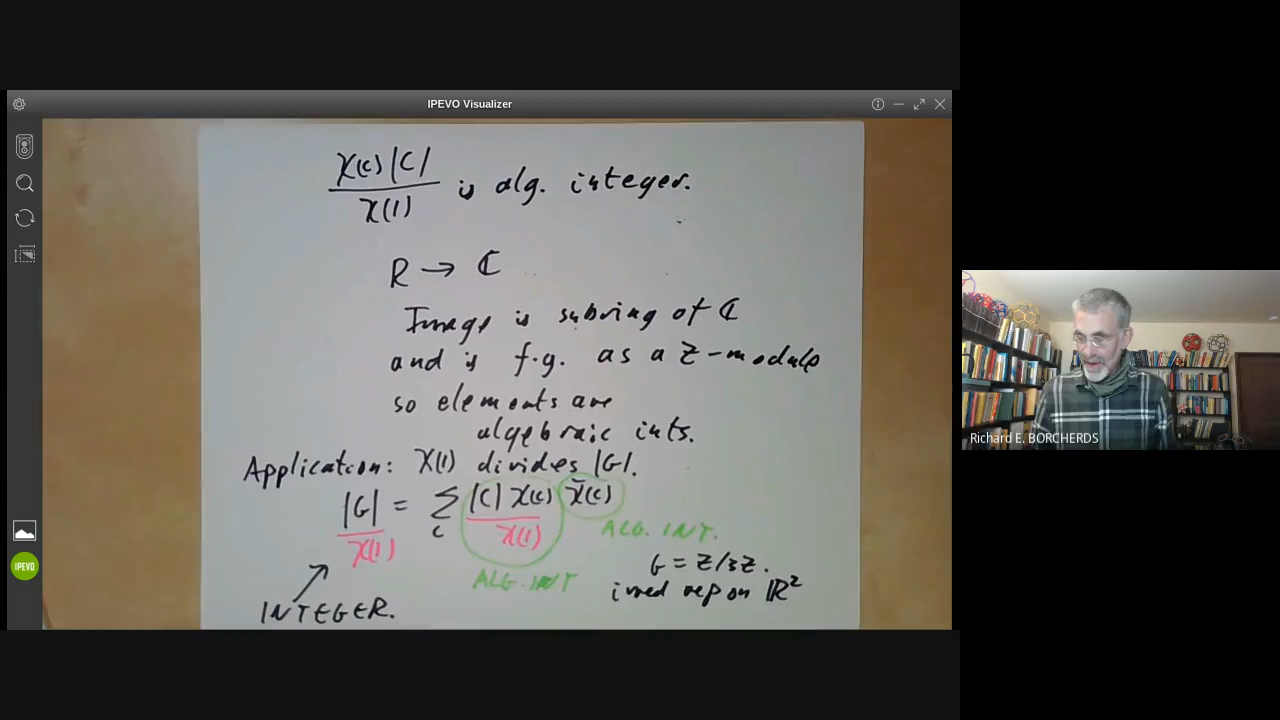 IPEVO Visualizer
χ(c)|C|
χ(1)
is alg. integer.
R → ℂ
Image is subring of ℂ
and is f.g. as a Z-module
so elements are
algebraic ints.
Application: χ(1) divides |G|.
|G| / χ(1) = Σ_C |C| χ(c) / χ(1) χ̄(c)
ALG. INT.
ALG. INT
G = Z/3Z.
irred rep on ℝ²
INTEGER.
IPEVO
Richard E. BORCHERDS